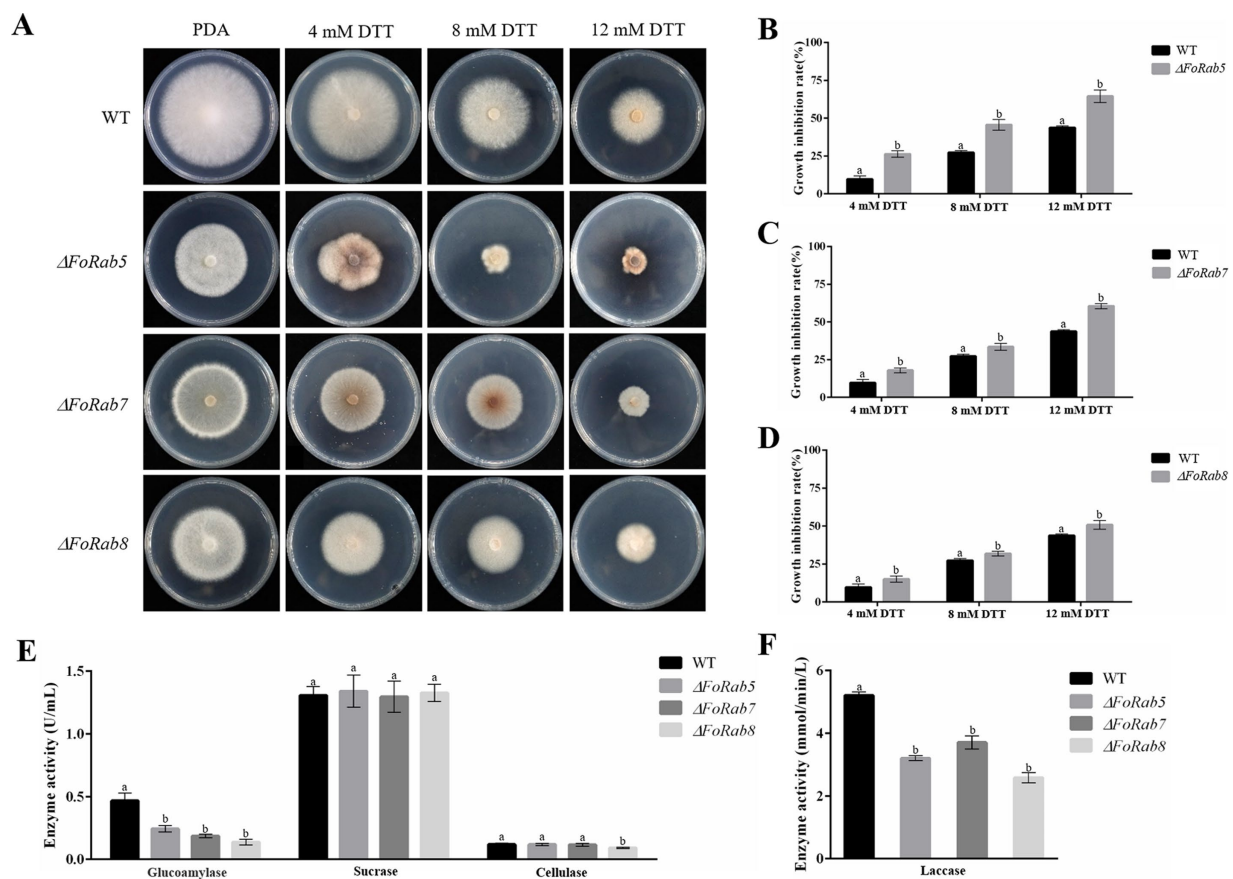 A
PDA 4 mM DTT 8 mM DTT 12 mM DTT
WT
ΔFoRab5
ΔFoRab7
ΔFoRab8
B
Growth inhibition rate(%)
100
75
50
25
0
a b a b a b
4 mM DTT 8 mM DTT 12 mM DTT
WT
ΔFoRab5
C
Growth inhibition rate(%)
100
75
50
25
0
a b a b a b
4 mM DTT 8 mM DTT 12 mM DTT
WT
ΔFoRab7
D
Growth inhibition rate(%)
100
75
50
25
0
a b a b a b
4 mM DTT 8 mM DTT 12 mM DTT
WT
ΔFoRab8
E
Enzyme activity (U/mL)
1.5
1.0
0.5
0.0
a b b b a a a a a a a b
Glucoamylase Sucrase Cellulase
WT
ΔFoRab5
ΔFoRab7
ΔFoRab8
F
Enzyme activity (mmol/min/L)
6
4
2
0
a b b b
Laccase
WT
ΔFoRab5
ΔFoRab7
ΔFoRab8